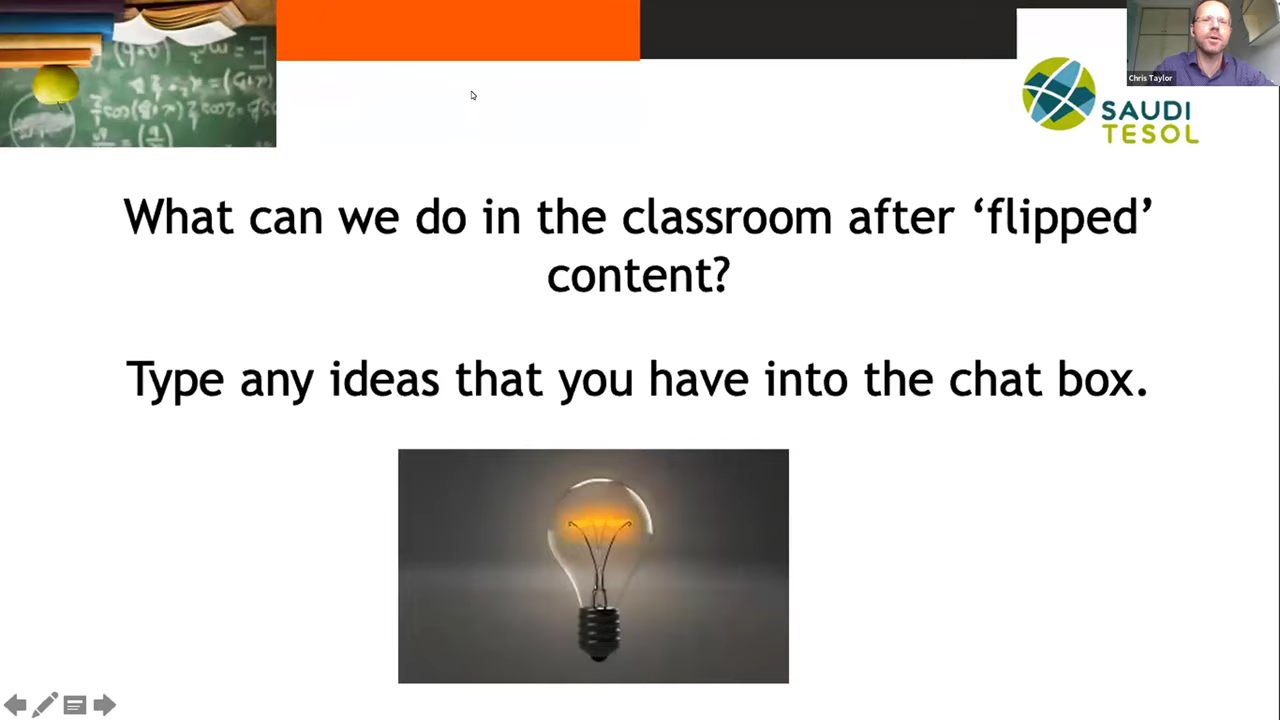 Chris Taylor
SAUDI
TESOL
What can we do in the classroom after ‘flipped’
content?
Type any ideas that you have into the chat box.